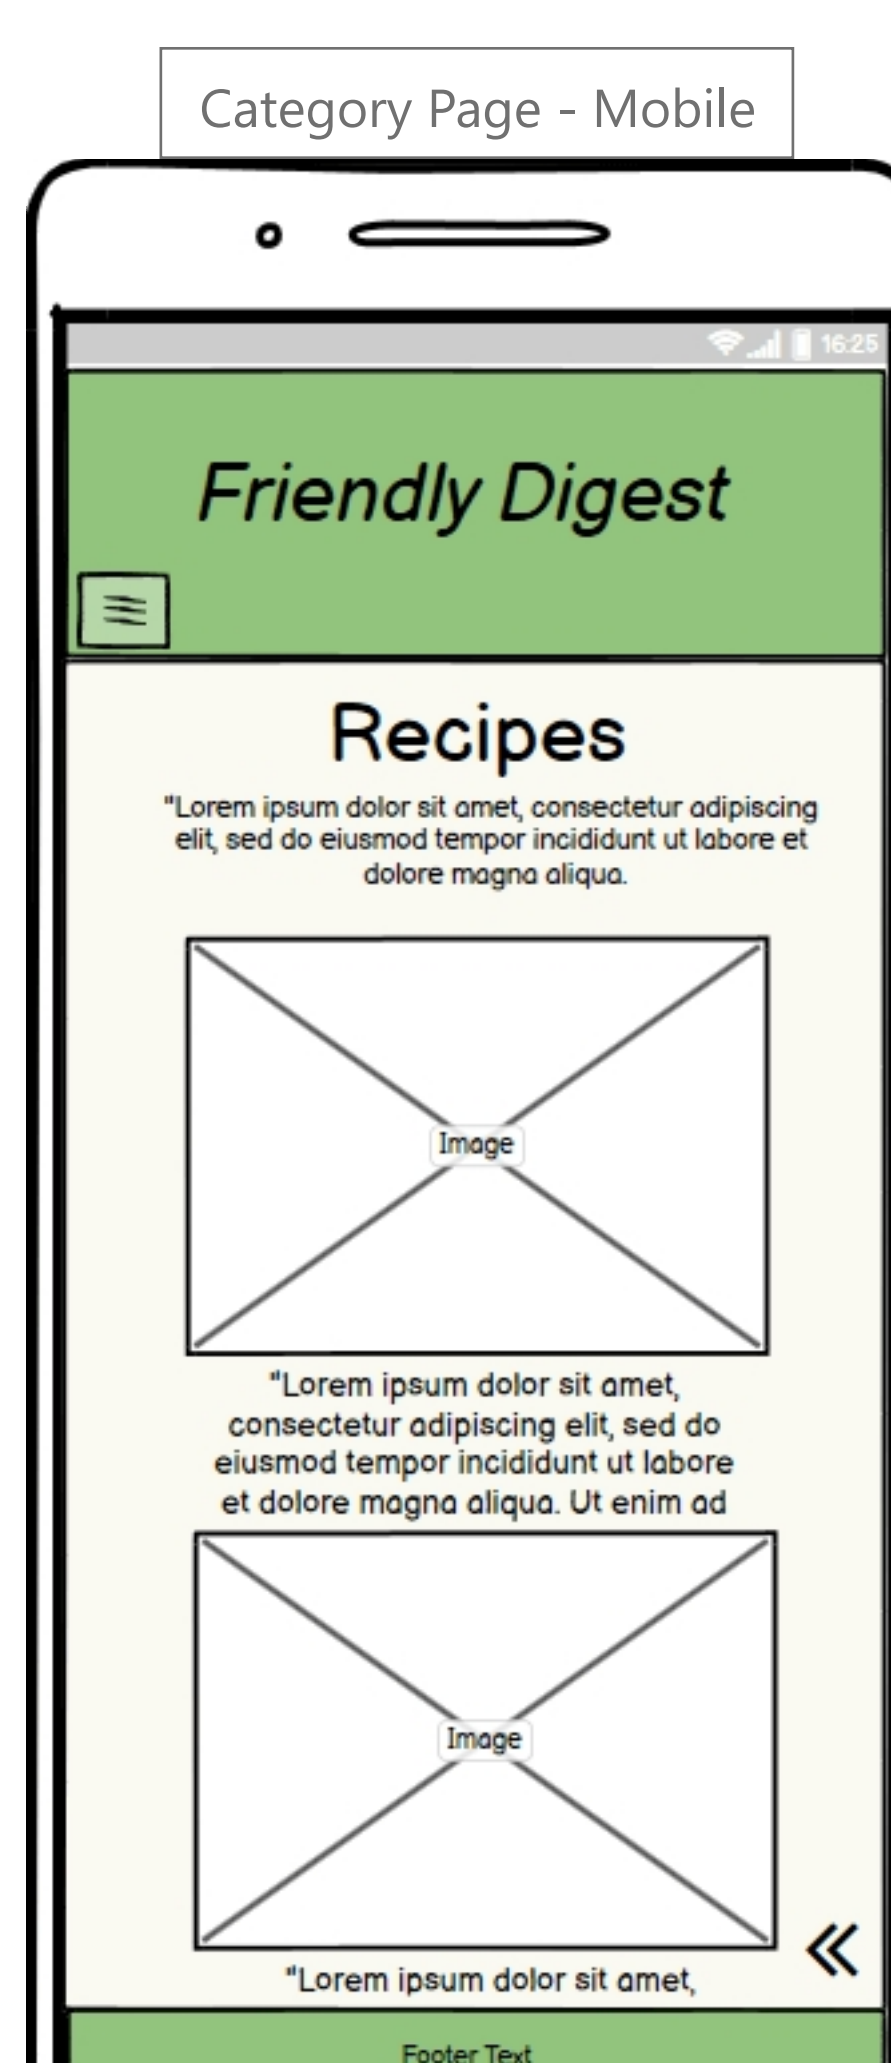 Category Page - Mobile
16:25
Friendly Digest
Recipes
"Lorem ipsum dolor sit amet, consectetur adipiscing
elit, sed do eiusmod tempor incididunt ut labore et
dolore magna aliqua.
Image
"Lorem ipsum dolor sit amet,
consectetur adipiscing elit, sed do
eiusmod tempor incididunt ut labore
et dolore magna aliqua. Ut enim ad
Image
"Lorem ipsum dolor sit amet,
Footer Text